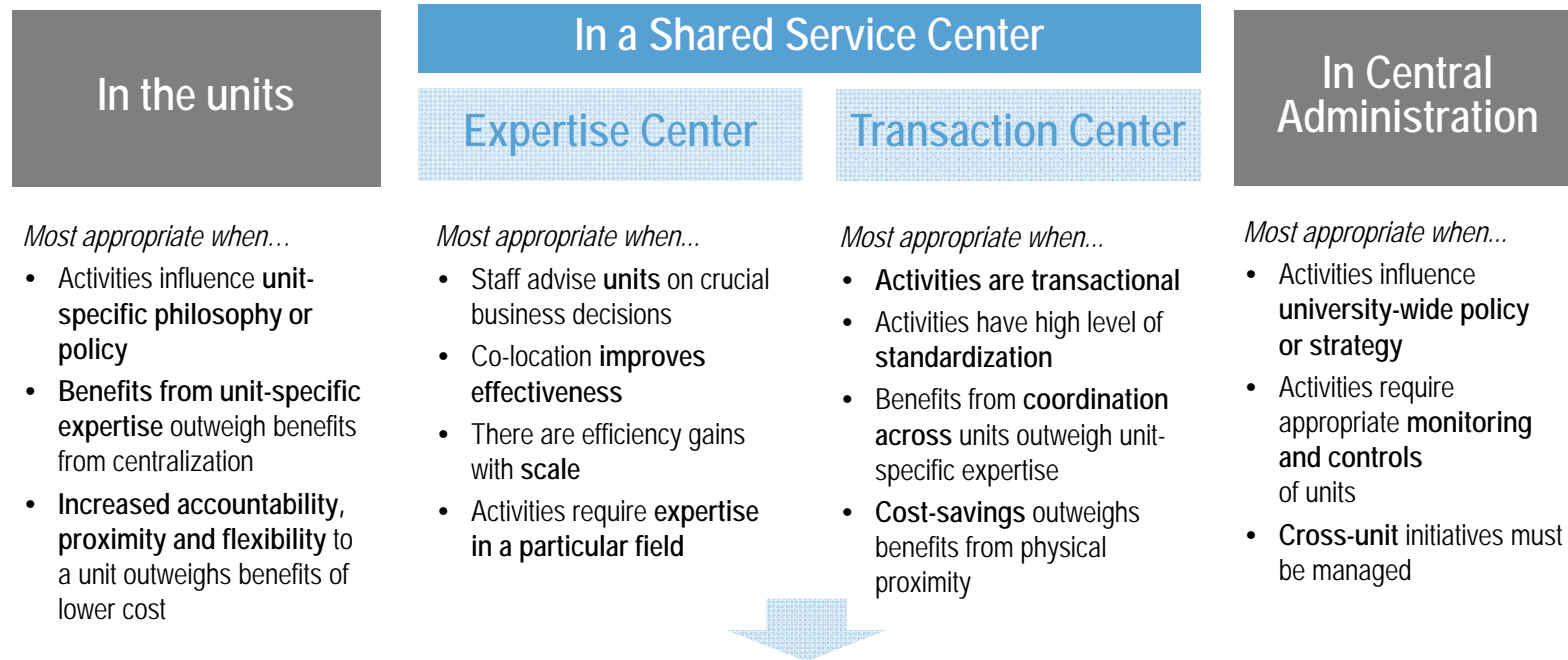 In the units
Most appropriate when…
• Activities influence unit-
specific philosophy or
policy
• Benefits from unit-specific
expertise outweigh benefits
from centralization
• Increased accountability,
proximity and flexibility to
a unit outweighs benefits of
lower cost
In a Shared Service Center
Expertise Center
Most appropriate when...
• Staff advise units on crucial
business decisions
• Co-location improves
effectiveness
• There are efficiency gains
with scale
• Activities require expertise
in a particular field
Transaction Center
Most appropriate when...
• Activities are transactional
• Activities have high level of
standardization
• Benefits from coordination
across units outweigh unit-
specific expertise
• Cost-savings outweighs
benefits from physical
proximity
In Central
Administration
Most appropriate when...
• Activities influence
university-wide policy
or strategy
• Activities require
appropriate monitoring
and controls
of units
• Cross-unit initiatives must
be managed